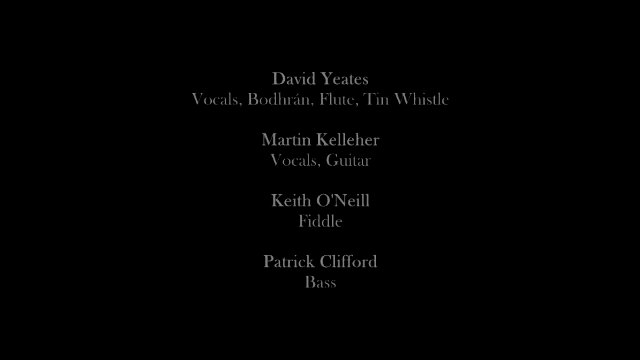 David Yeates
Vocals, Bodhrán, Flute, Tin Whistle
Martin Kelleher
Vocals, Guitar
Keith O'Neill
Fiddle
Patrick Clifford
Bass